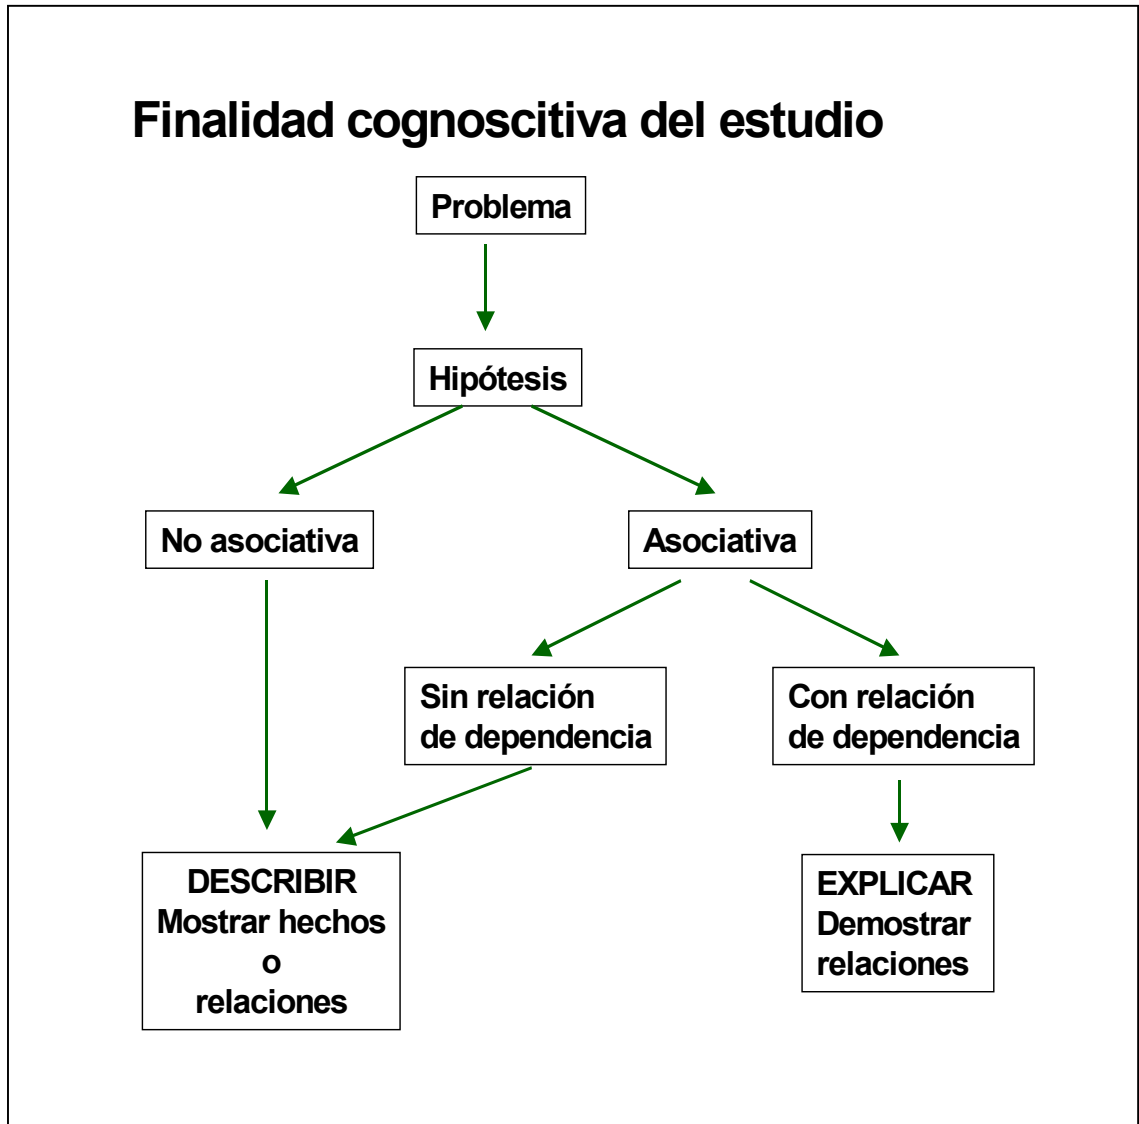 Finalidad cognoscitiva del estudio
Problema
Hipótesis
No asociativa
Asociativa
Sin relación
de dependencia
Con relación
de dependencia
DESCRIBIR
Mostrar hechos
o
relaciones
EXPLICAR
Demostrar
relaciones